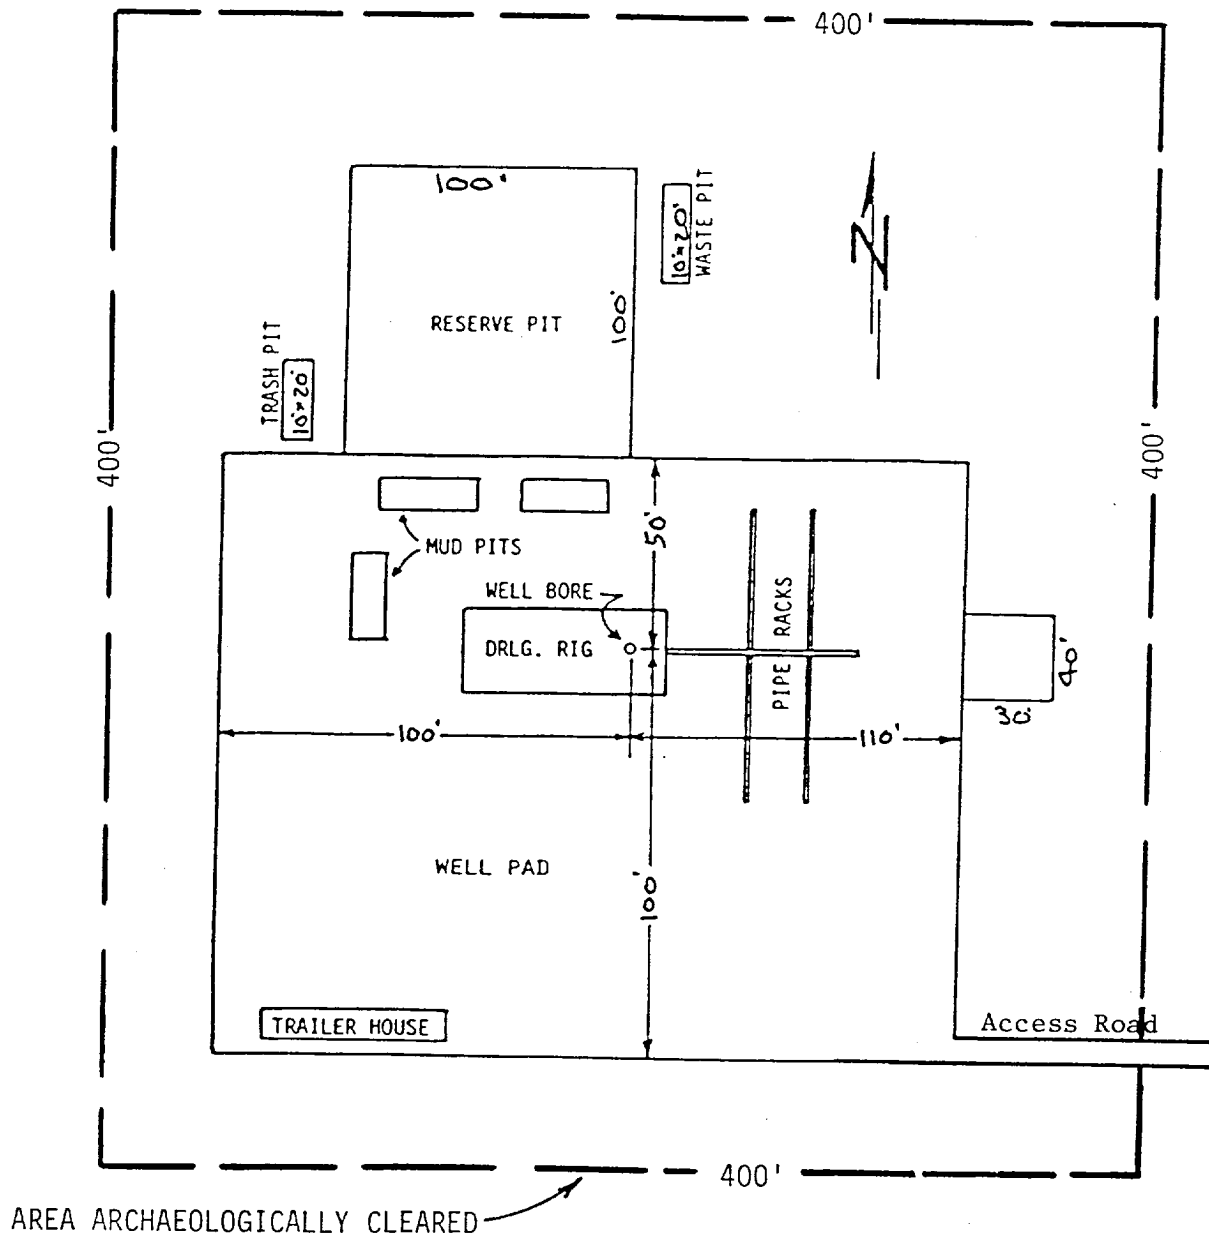 400'
100'
10'x20'
WASTE PIT
N
RESERVE PIT
100'
TRASH PIT
10'x20'
400'
400'
50'
MUD PITS
WELL BORE
DRLG. RIG
PIPE RACKS
40'
30'
100'
110'
WELL PAD
100'
TRAILER HOUSE
Access Road
400'
AREA ARCHAEOLOGICALLY CLEARED